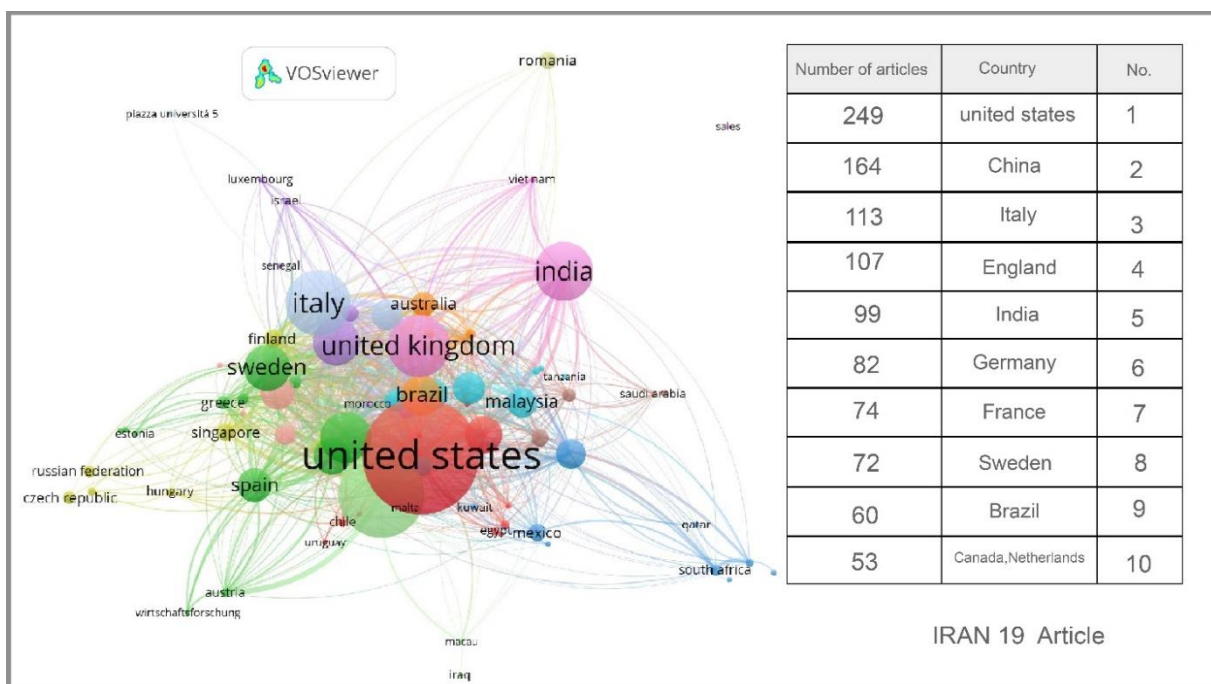 VOSviewer
romania
piazza università 5
sales
luxembourg
viet nam
israel
senegal
india
italy
australia
finland
united kingdom
sweden
tanzania
brazil
saudi arabia
greece
morocco
malaysia
estonia
singapore
united states
russian federation
spain
czech republic
hungary
malta
kuwait
chile
egypt
mexico
qatar
uruguay
south africa
austria
wirtschaftsforschung
macau
iraq
Number of articles Country No.
249 united states 1
164 China 2
113 Italy 3
107 England 4
99 India 5
82 Germany 6
74 France 7
72 Sweden 8
60 Brazil 9
53 Canada,Netherlands 10
IRAN 19 Article